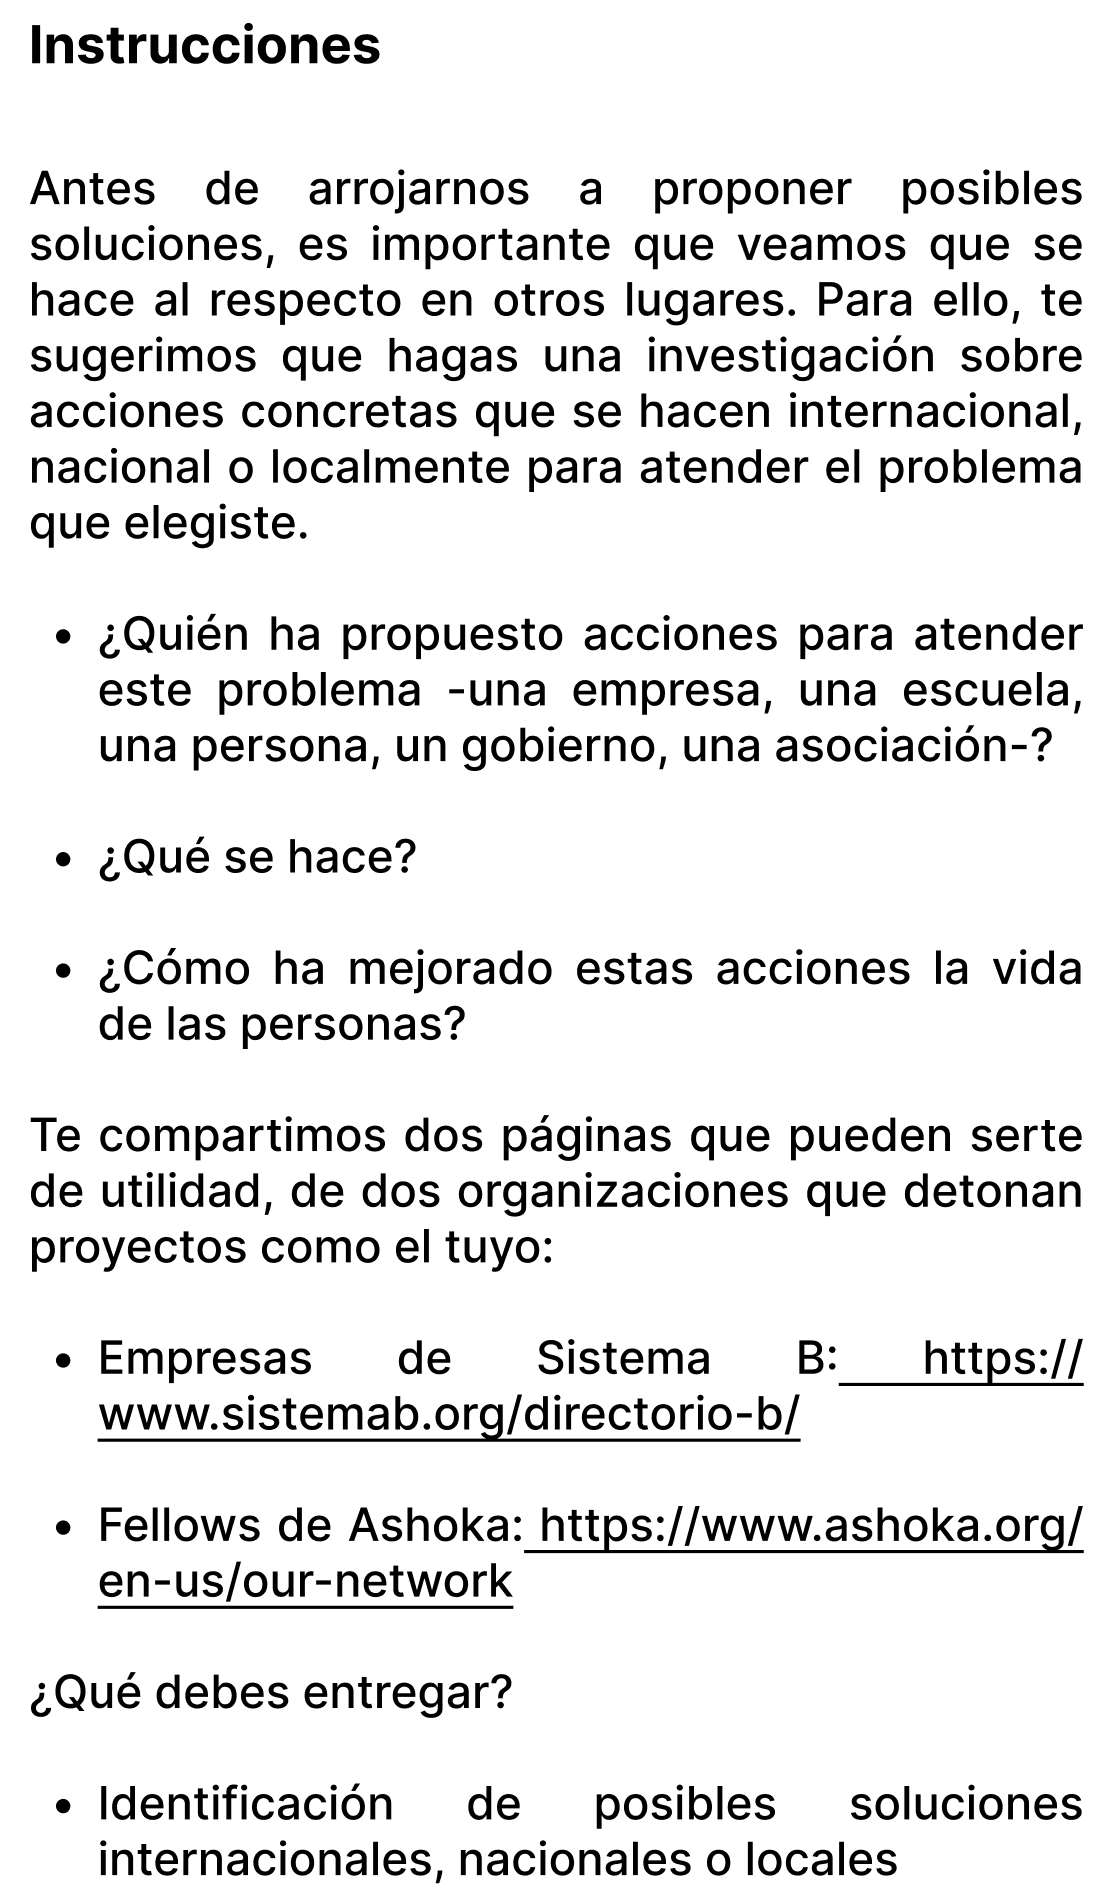 Instrucciones
Antes de arrojarnos a proponer posibles
soluciones, es importante que veamos que se
hace al respecto en otros lugares. Para ello, te
sugerimos que hagas una investigación sobre
acciones concretas que se hacen internacional,
nacional o localmente para atender el problema
que elegiste.
• ¿Quién ha propuesto acciones para atender
este problema -una empresa, una escuela,
una persona, un gobierno, una asociación-?
• ¿Qué se hace?
• ¿Cómo ha mejorado estas acciones la vida
de las personas?
Te compartimos dos páginas que pueden serte
de utilidad, de dos organizaciones que detonan
proyectos como el tuyo:
• Empresas de Sistema B: https://
www.sistemab.org/directorio-b/
• Fellows de Ashoka: https://www.ashoka.org/
en-us/our-network
¿Qué debes entregar?
• Identificación de posibles soluciones
internacionales, nacionales o locales